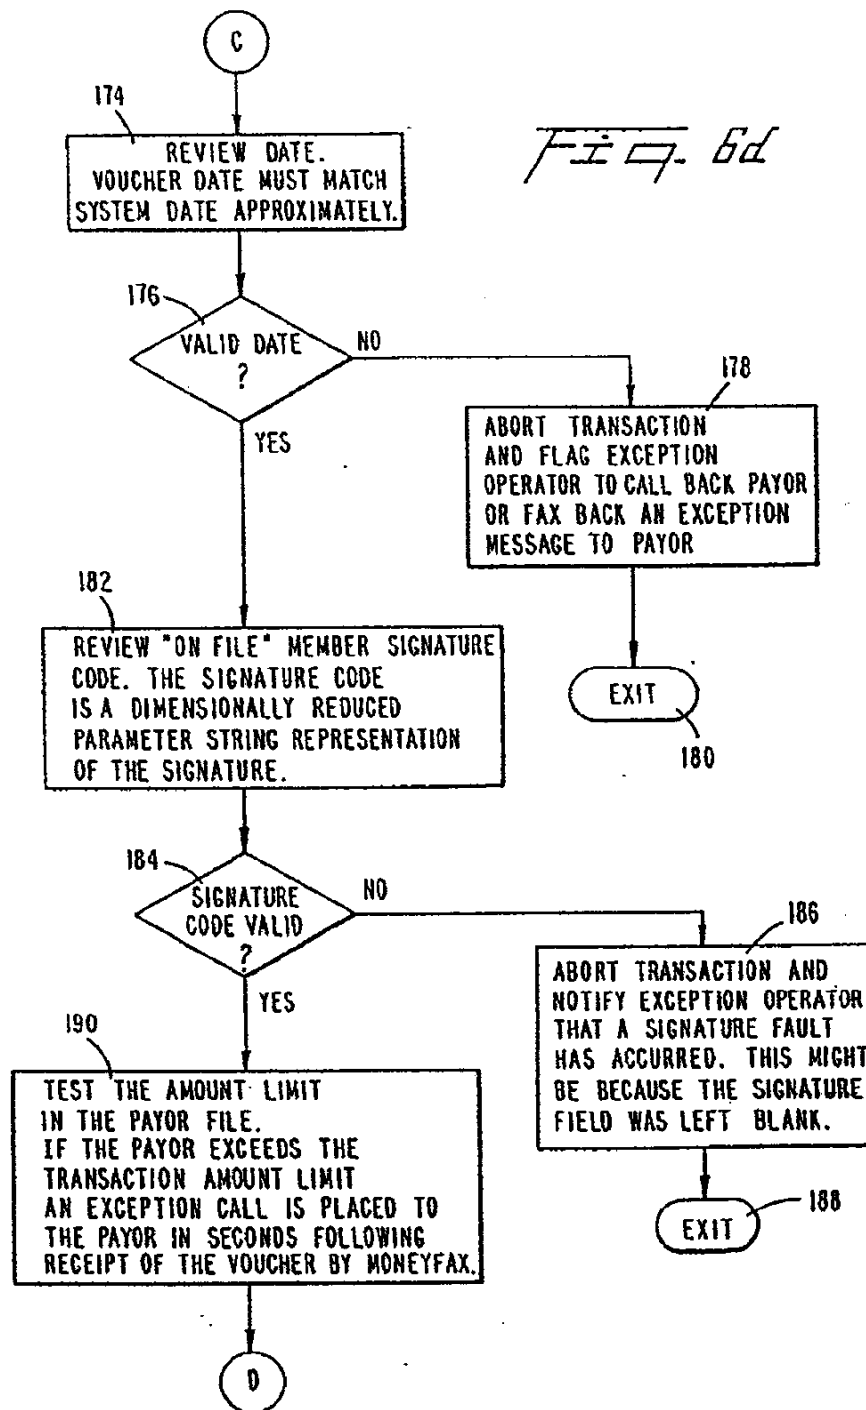 C
174
REVIEW DATE.
VOUCHER DATE MUST MATCH
SYSTEM DATE APPROXIMATELY.
Fig. 6d
176
VALID DATE
?
NO
YES
178
ABORT TRANSACTION
AND FLAG EXCEPTION
OPERATOR TO CALL BACK PAYOR
OR FAX BACK AN EXCEPTION
MESSAGE TO PAYOR
EXIT
180
182
REVIEW "ON FILE" MEMBER SIGNATURE
CODE. THE SIGNATURE CODE
IS A DIMENSIONALLY REDUCED
PARAMETER STRING REPRESENTATION
OF THE SIGNATURE.
184
SIGNATURE
CODE VALID
?
NO
YES
186
ABORT TRANSACTION AND
NOTIFY EXCEPTION OPERATOR
THAT A SIGNATURE FAULT
HAS ACCURRED. THIS MIGHT
BE BECAUSE THE SIGNATURE
FIELD WAS LEFT BLANK.
EXIT
188
190
TEST THE AMOUNT LIMIT
IN THE PAYOR FILE.
IF THE PAYOR EXCEEDS THE
TRANSACTION AMOUNT LIMIT
AN EXCEPTION CALL IS PLACED TO
THE PAYOR IN SECONDS FOLLOWING
RECEIPT OF THE VOUCHER BY MONEYFAX.
D